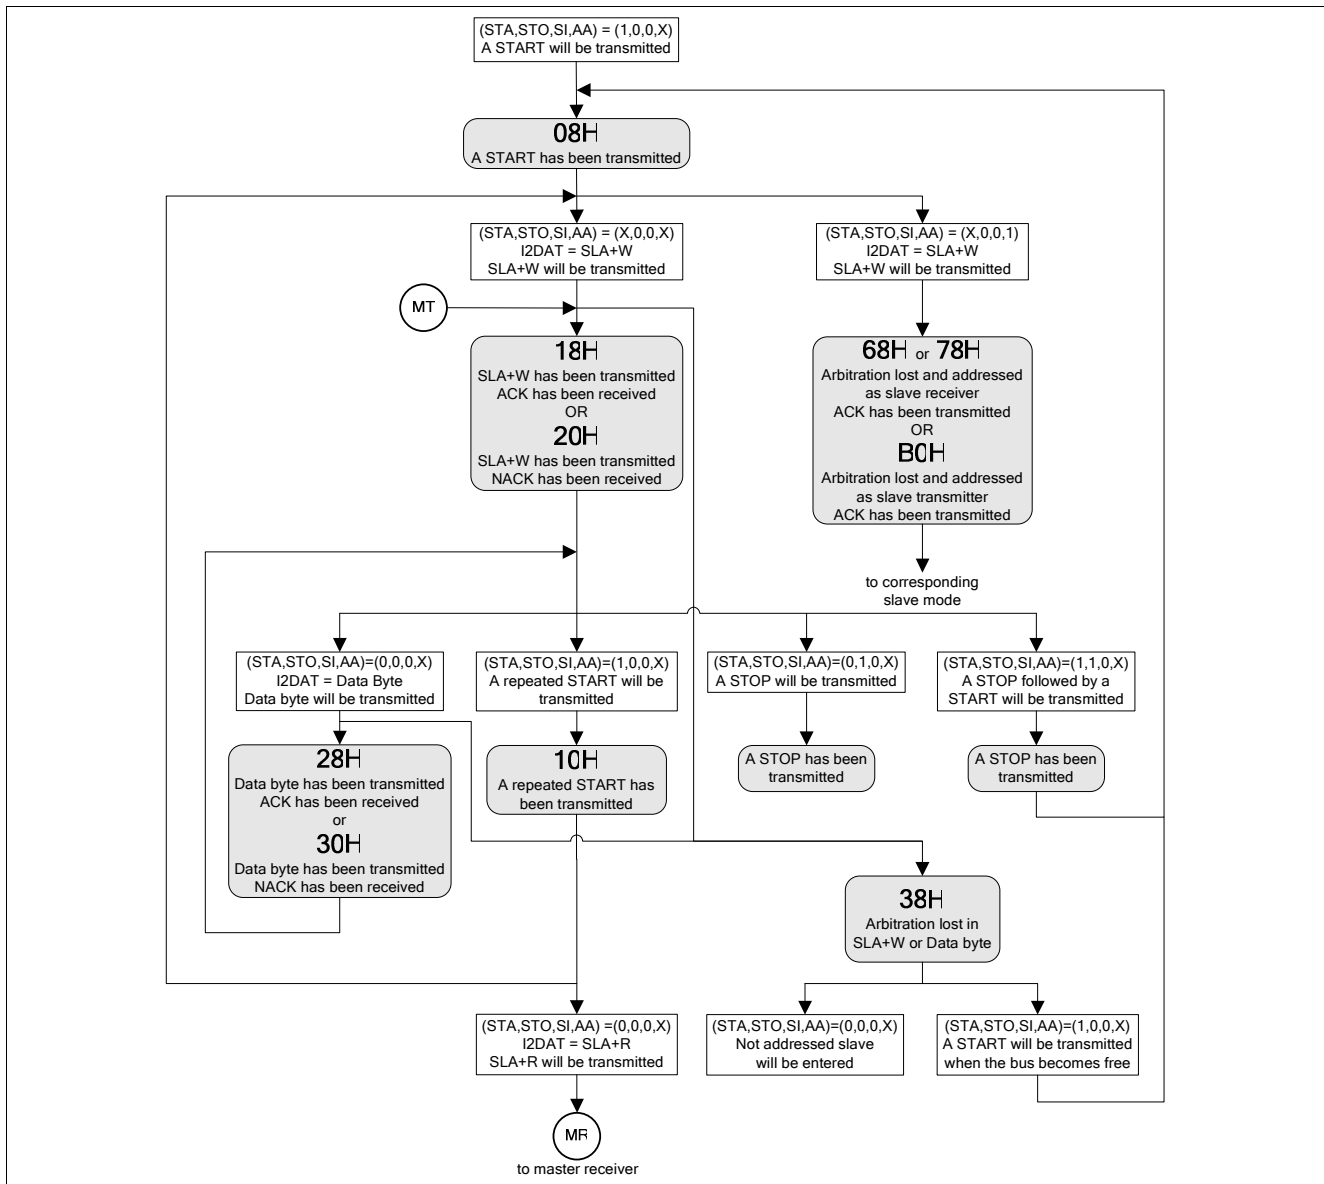 (STA,STO,SI,AA) = (1,0,0,X)
A START will be transmitted
08H
A START has been transmitted
(STA,STO,SI,AA) = (X,0,0,X)
I2DAT = SLA+W
SLA+W will be transmitted
(STA,STO,SI,AA) = (X,0,0,1)
I2DAT = SLA+W
SLA+W will be transmitted
MT
18H
SLA+W has been transmitted
ACK has been received
OR
20H
SLA+W has been transmitted
NACK has been received
68H or 78H
Arbitration lost and addressed
as slave receiver
ACK has been transmitted
OR
B0H
Arbitration lost and addressed
as slave transmitter
ACK has been transmitted
to corresponding
slave mode
(STA,STO,SI,AA)=(0,0,0,X)
I2DAT = Data Byte
Data byte will be transmitted
(STA,STO,SI,AA)=(1,0,0,X)
A repeated START will be
transmitted
(STA,STO,SI,AA)=(0,1,0,X)
A STOP will be transmitted
(STA,STO,SI,AA)=(1,1,0,X)
A STOP followed by a
START will be transmitted
28H
Data byte has been transmitted
ACK has been received
or
30H
Data byte has been transmitted
NACK has been received
10H
A repeated START has
been transmitted
A STOP has been
transmitted
A STOP has been
transmitted
38H
Arbitration lost in
SLA+W or Data byte
(STA,STO,SI,AA) =(0,0,0,X)
I2DAT = SLA+R
SLA+R will be transmitted
(STA,STO,SI,AA)=(0,0,0,X)
Not addressed slave
will be entered
(STA,STO,SI,AA)=(1,0,0,X)
A START will be transmitted
when the bus becomes free
MR
to master receiver